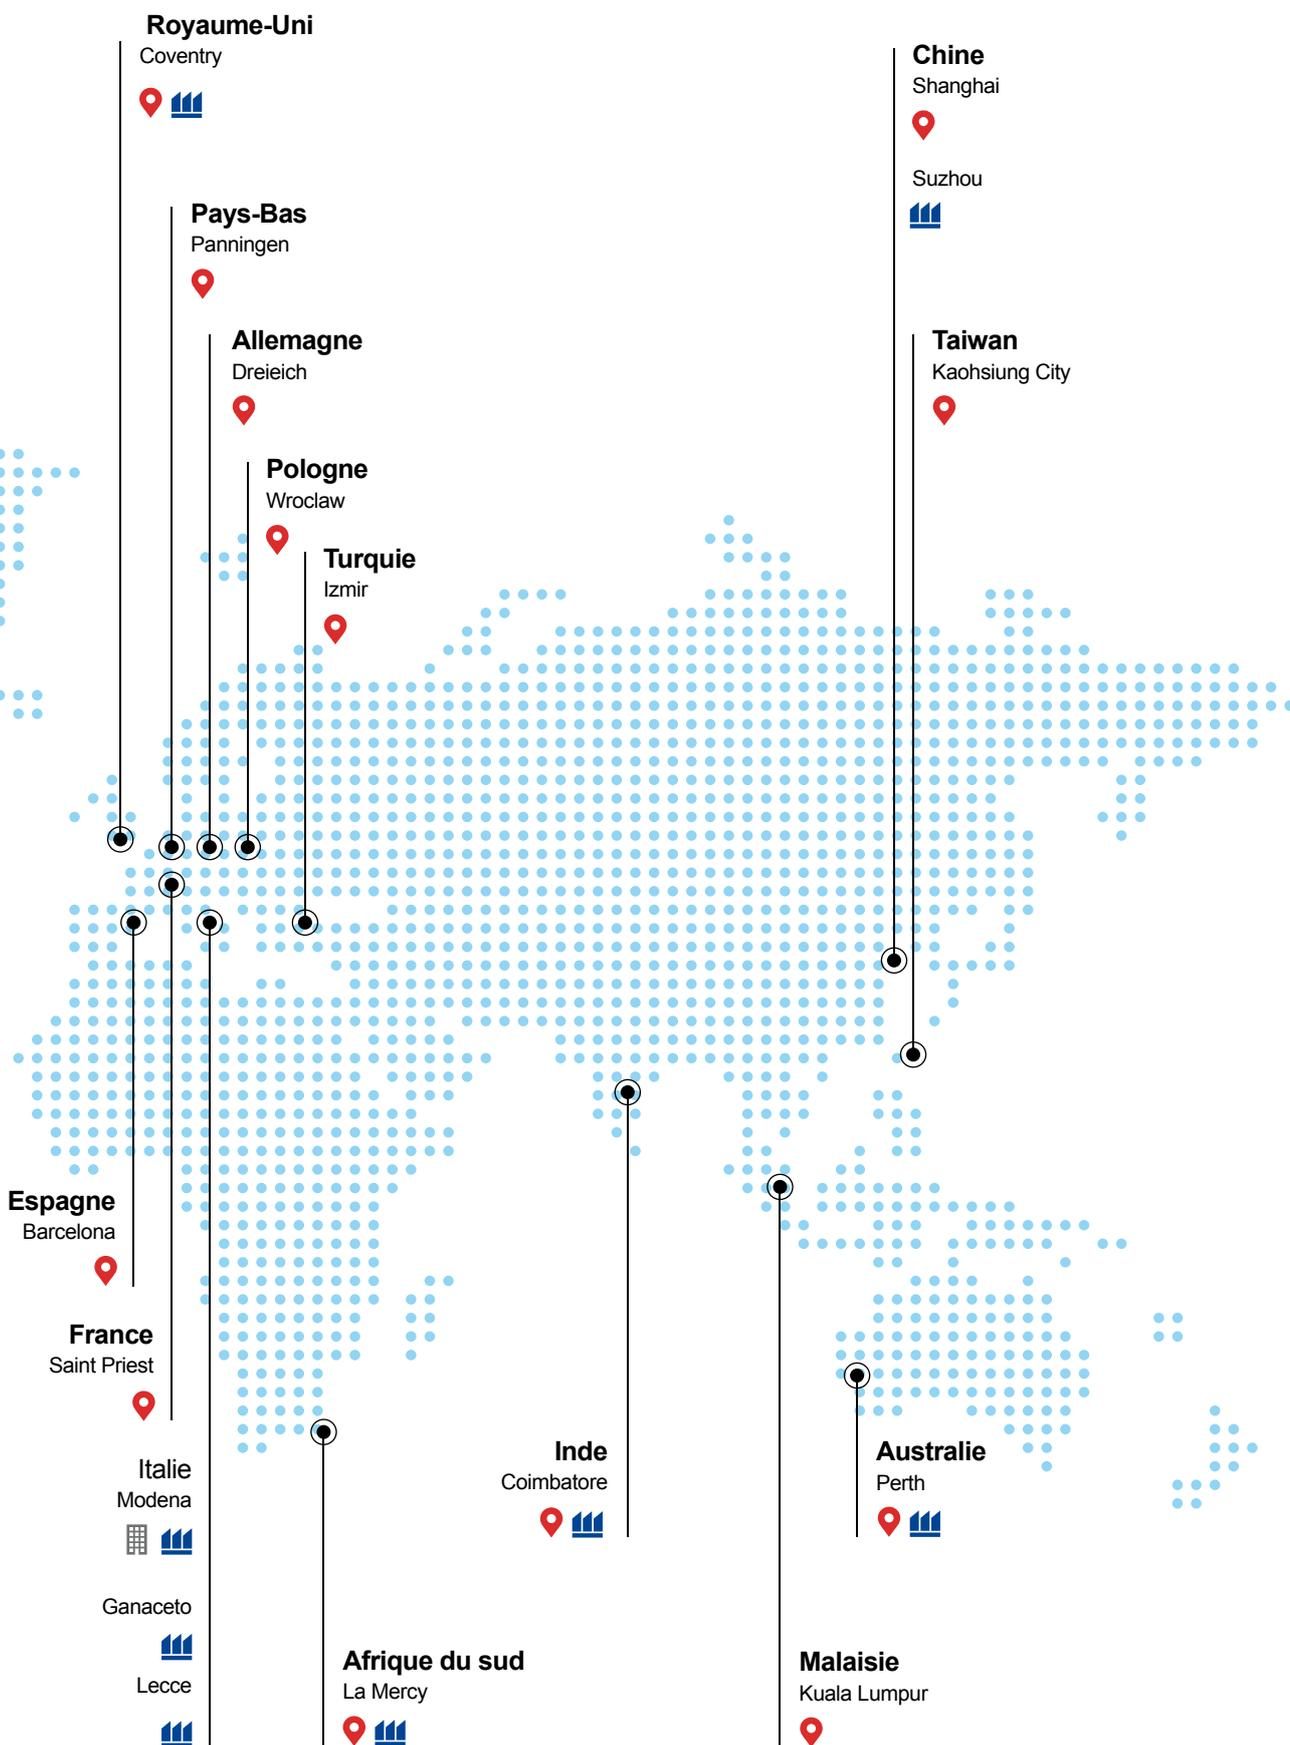 Royaume-Uni
Coventry
Chine
Shanghai
Suzhou
Pays-Bas
Panningen
Allemagne
Dreieich
Taiwan
Kaohsiung City
Pologne
Wroclaw
Turquie
Izmir
Espagne
Barcelona
France
Saint Priest
Italie
Modena
Ganaceto
Lecce
Inde
Coimbatore
Australie
Perth
Afrique du sud
La Mercy
Malaisie
Kuala Lumpur